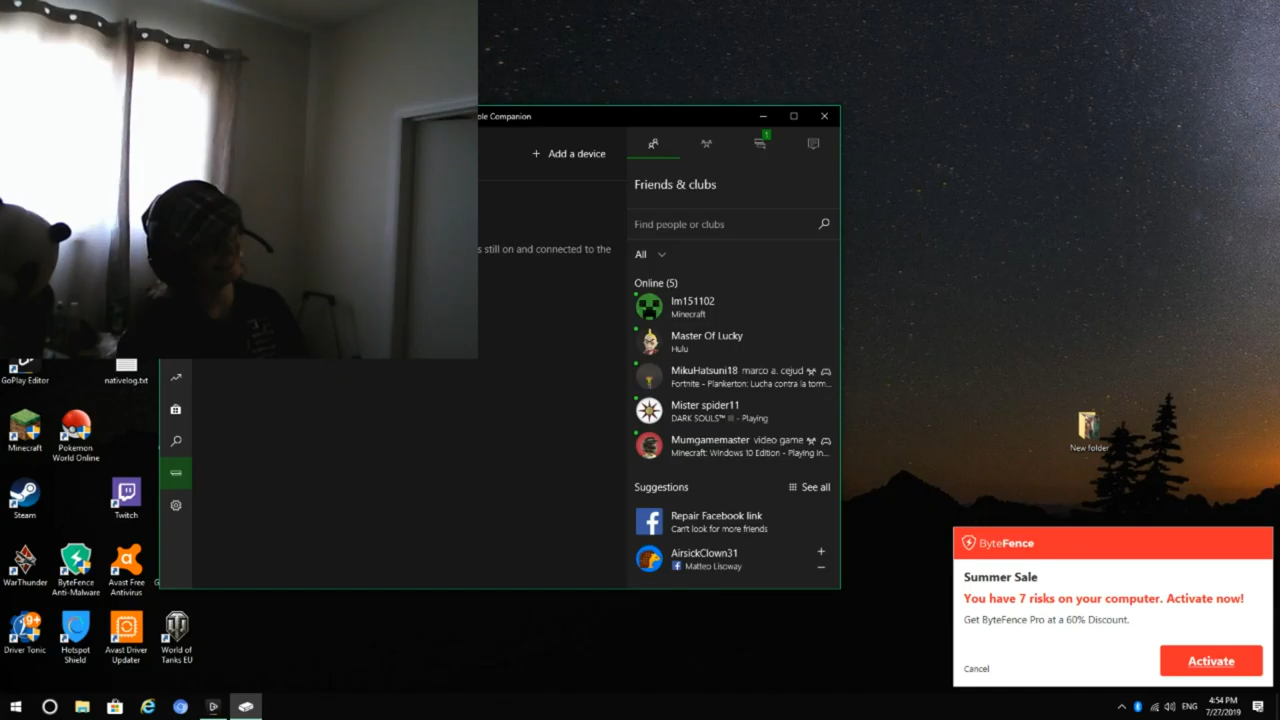 ole Companion
+ Add a device
s still on and connected to the
1
Friends & clubs
Find people or clubs
All
Online (5)
lm151102
Minecraft
Master Of Lucky
Hulu
MikuHatsuni18 marco a. cejud
Fortnite - Plankerton: Lucha contra la torm...
Mister spider11
DARK SOULS™ III - Playing
Mumgamemaster video game
Minecraft: Windows 10 Edition - Playing in...
Suggestions
See all
Repair Facebook link
Can't look for more friends
AirsickClown31
Matteo Lisoway
GoPlay Editor
nativelog.txt
Minecraft
Pokemon
World Online
Steam
Twitch
WarThunder
ByteFence
Anti-Malware
Avast Free
Antivirus
G
Driver Tonic
Hotspot
Shield
Avast Driver
Updater
World of
Tanks EU
New folder
ByteFence
Summer Sale
You have 7 risks on your computer. Activate now!
Get ByteFence Pro at a 60% Discount.
Cancel
Activate
ENG
4:54 PM
7/27/2019